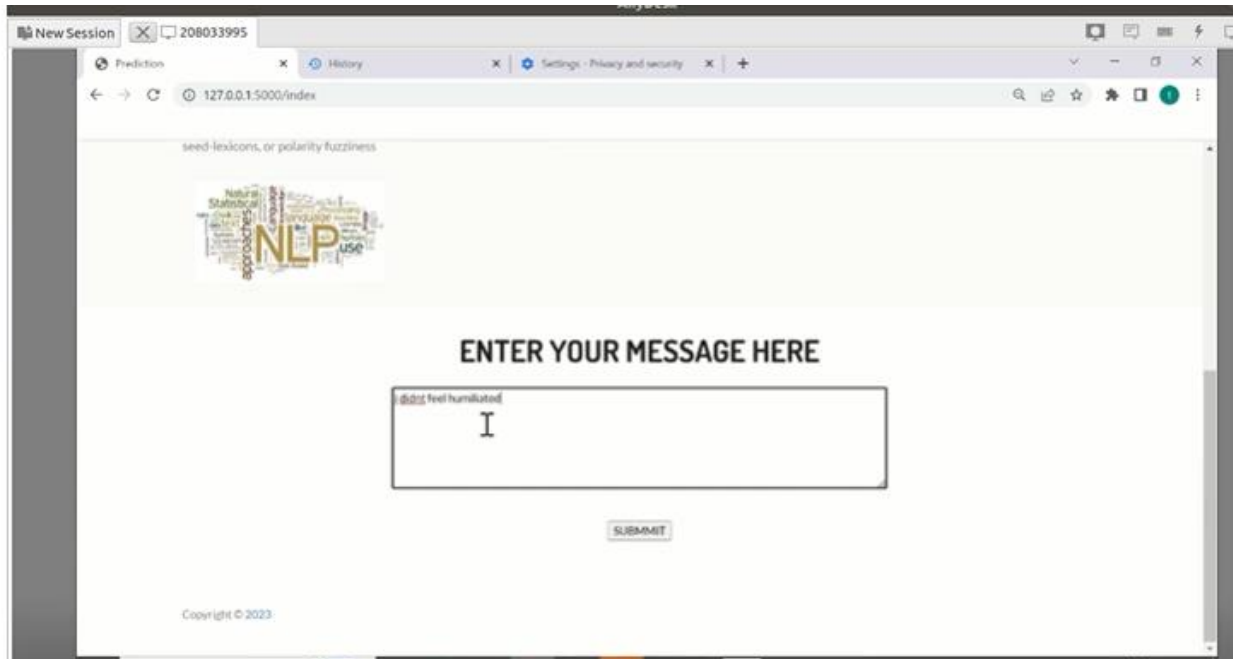 AnyDesk
New Session 208033995
Prediction History Settings - Privacy and security
127.0.0.1:5000/index
seed-lexicons, or polarity fuzziness
Natural
Statistical
language
approaches
NLP
use
ENTER YOUR MESSAGE HERE
i didnt feel humiliated
SUBMMIT
Copyright © 2023